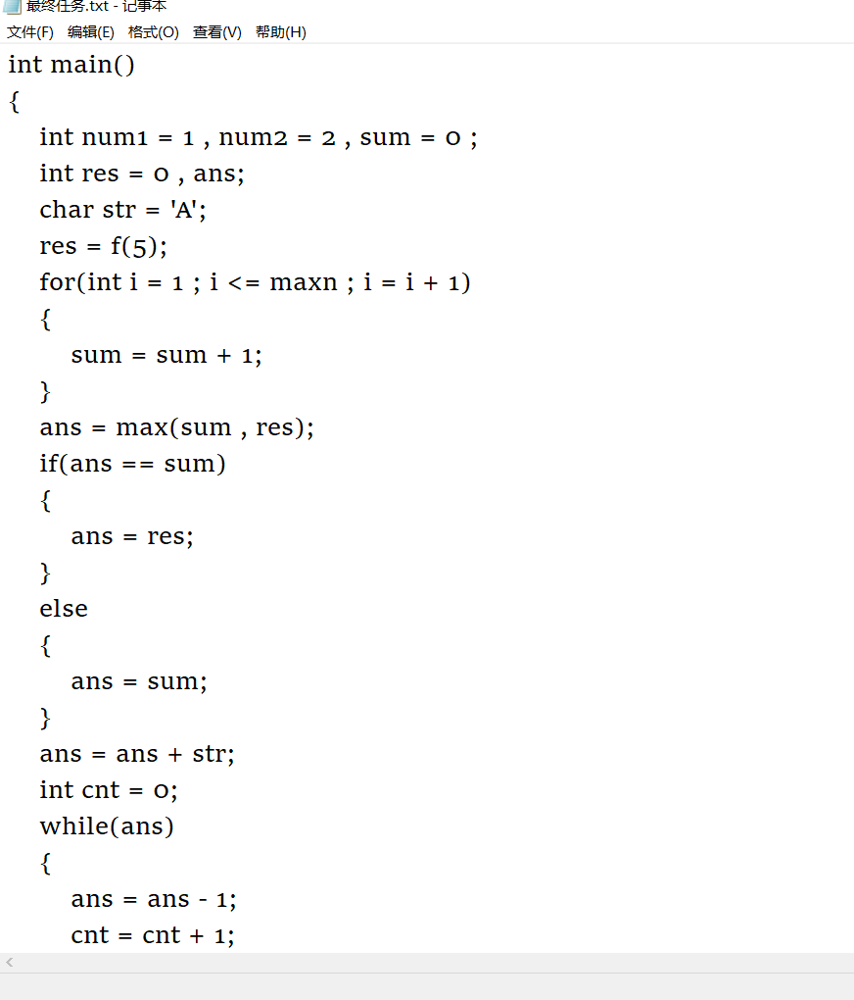 最终任务.txt - 记事本
文件(F) 编辑(E) 格式(O) 查看(V) 帮助(H)
int main()
{
int num1 = 1 , num2 = 2 , sum = 0 ;
int res = 0 , ans;
char str = 'A';
res = f(5);
for(int i = 1 ; i <= maxn ; i = i + 1)
{
sum = sum + 1;
}
ans = max(sum , res);
if(ans == sum)
{
ans = res;
}
else
{
ans = sum;
}
ans = ans + str;
int cnt = 0;
while(ans)
{
ans = ans - 1;
cnt = cnt + 1;